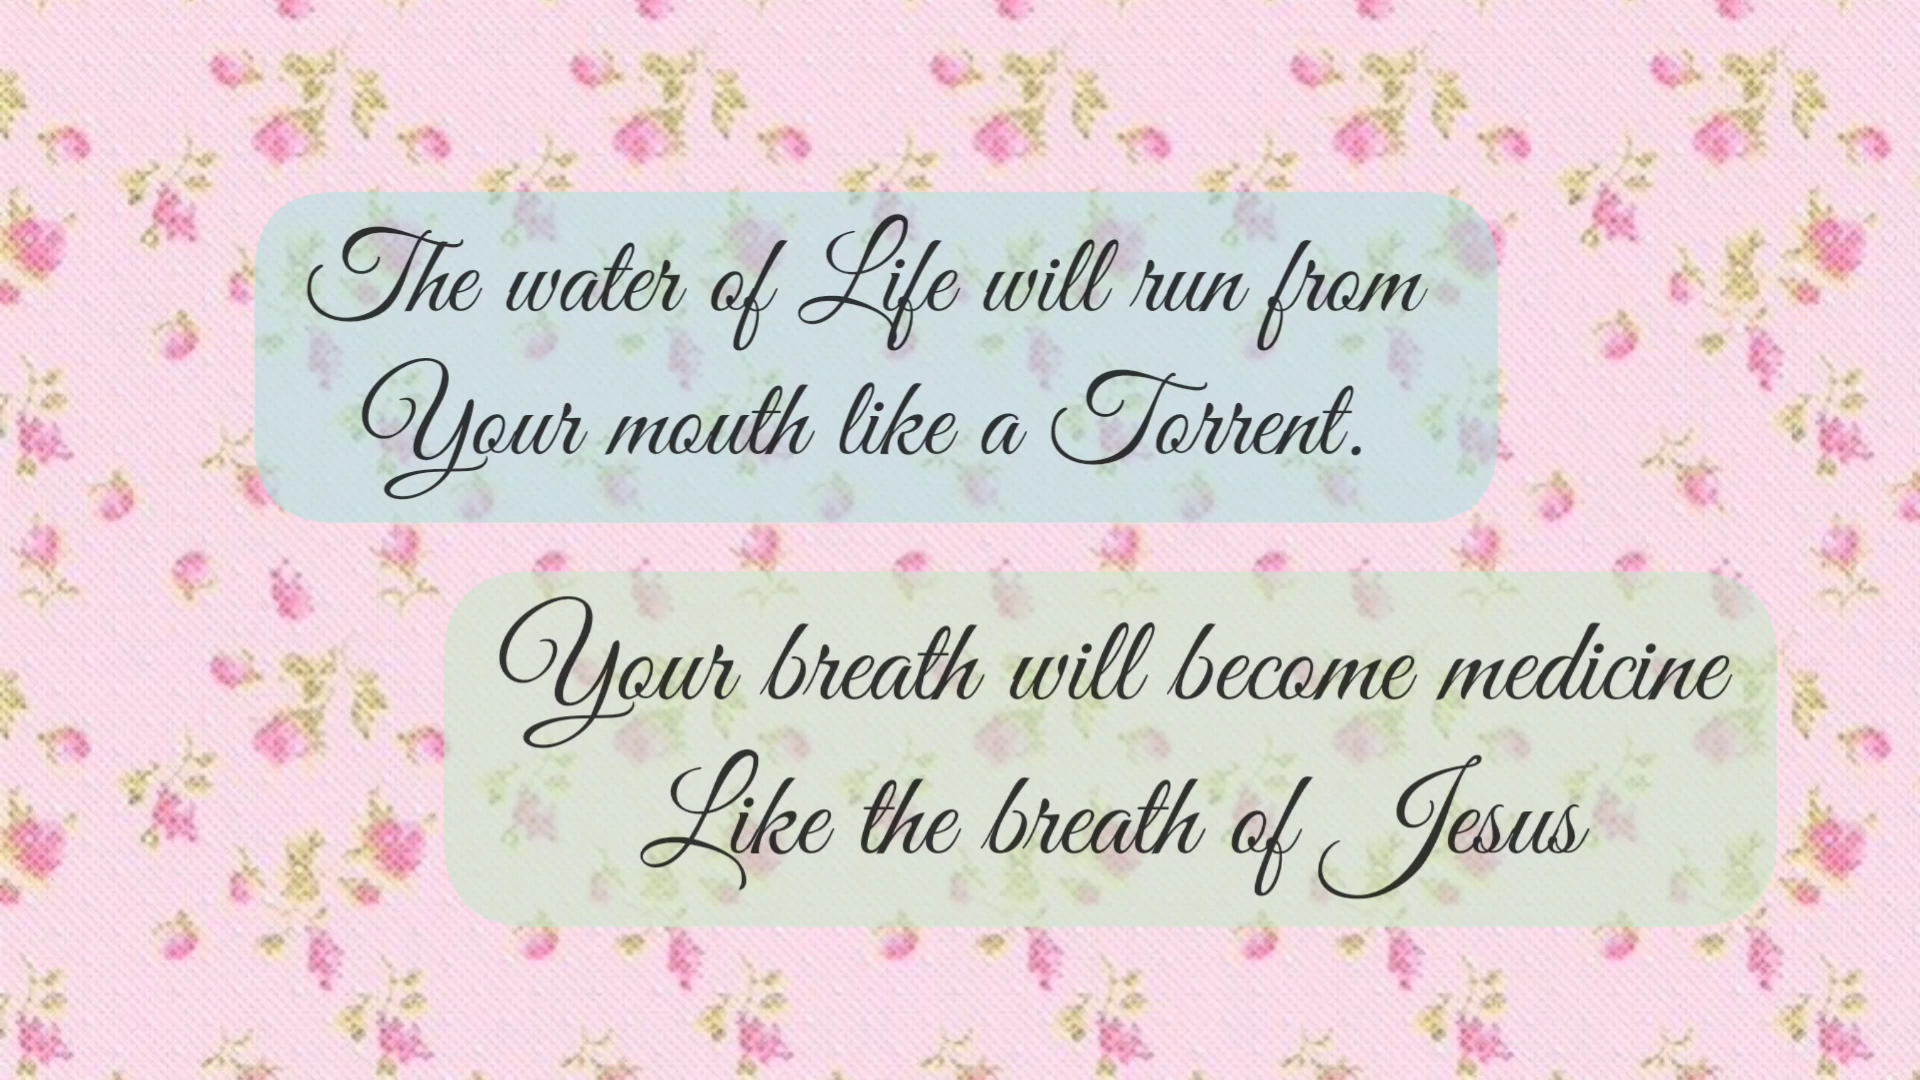 The water of Life will run from
Your mouth like a Torrent.
Your breath will become medicine
Like the breath of Jesus